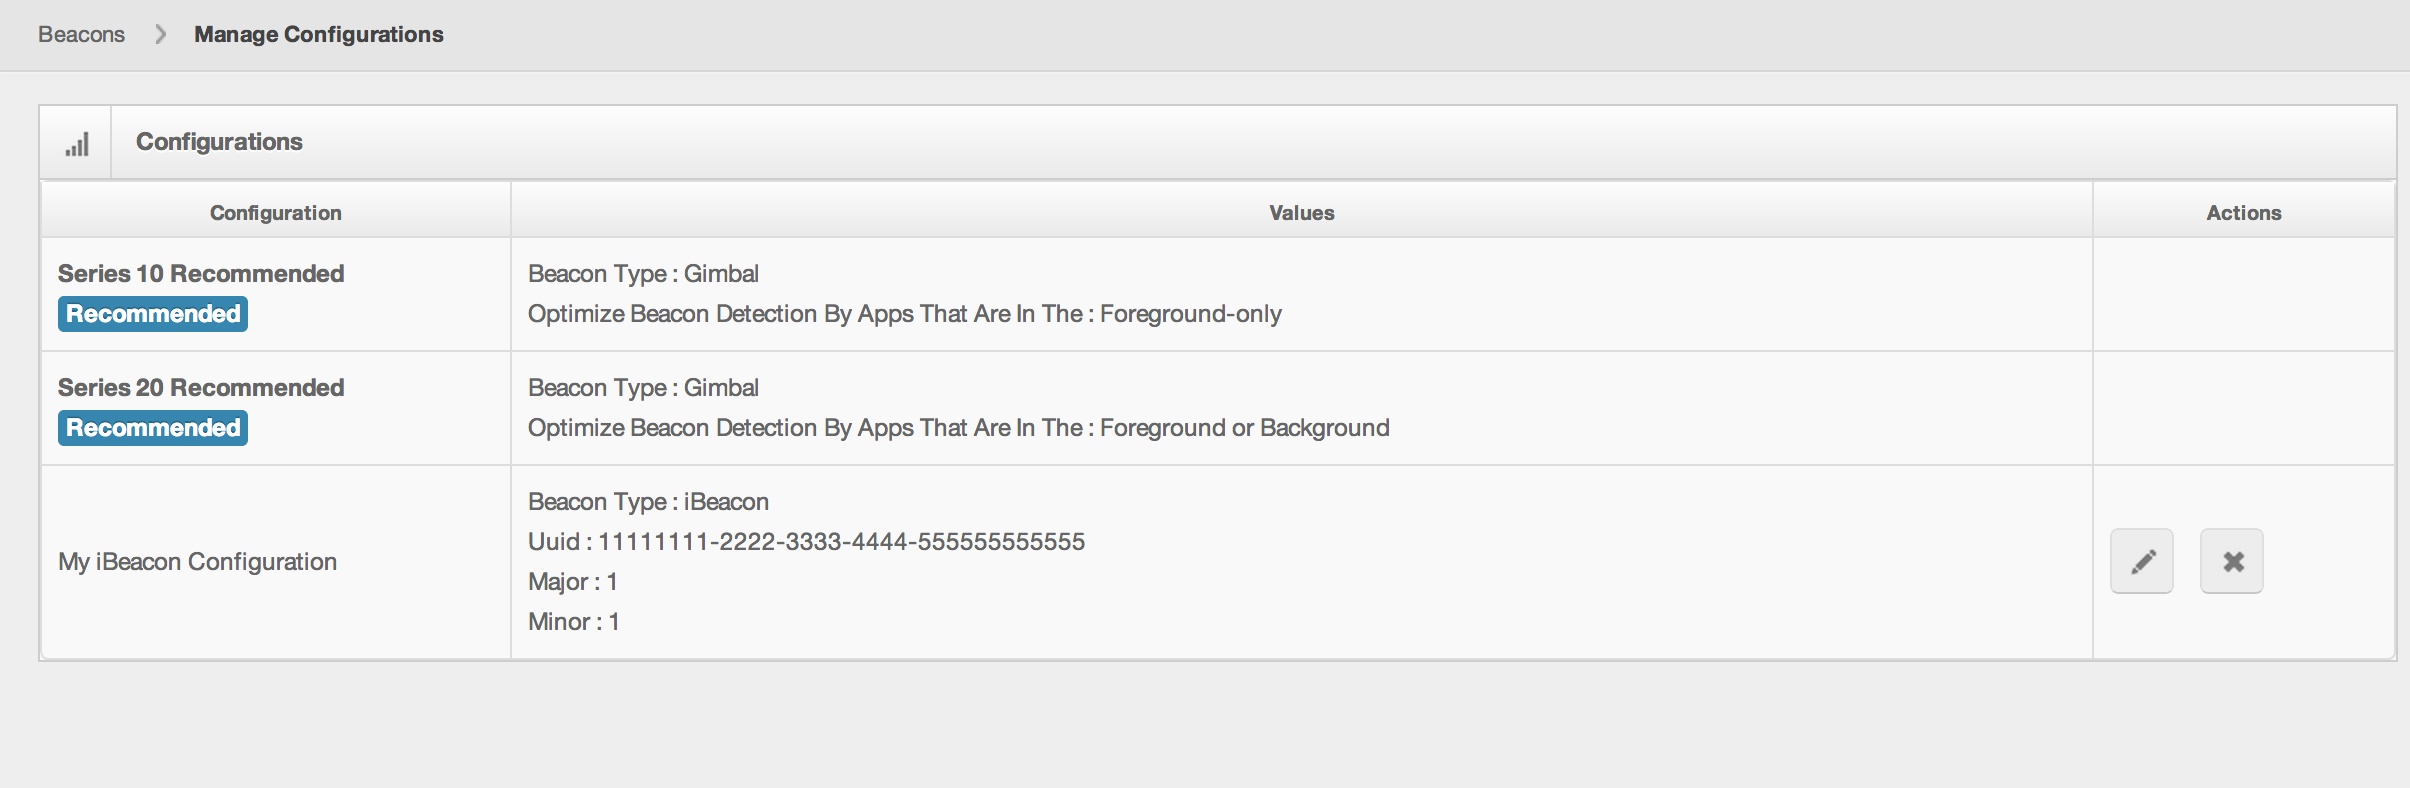 Beacons
Manage Configurations
Configurations
Configuration
Values
Actions
Series 10 Recommended
Recommended
Beacon Type : Gimbal
Optimize Beacon Detection By Apps That Are In The : Foreground-only
Series 20 Recommended
Recommended
Beacon Type : Gimbal
Optimize Beacon Detection By Apps That Are In The : Foreground or Background
My iBeacon Configuration
Beacon Type : iBeacon
Uuid : 11111111-2222-3333-4444-555555555555
Major : 1
Minor : 1